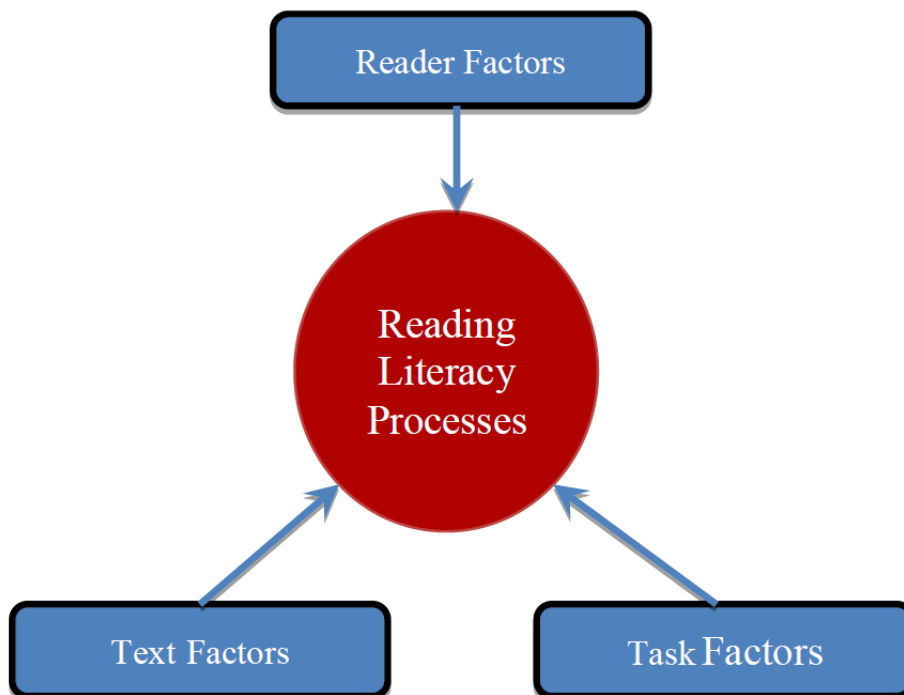 Reader Factors
Reading
Literacy
Processes
Text Factors
Task Factors